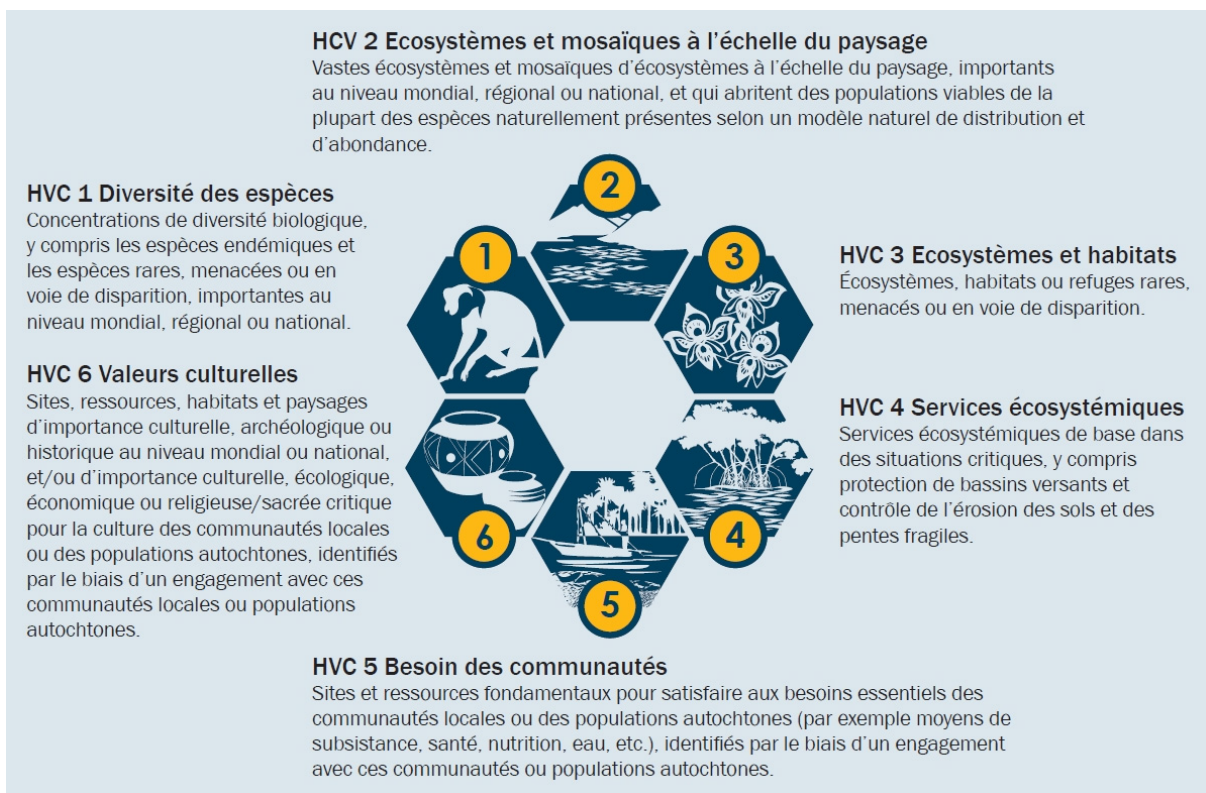 HCV 2 Ecosystèmes et mosaïques à l’échelle du paysage
Vastes écosystèmes et mosaïques d’écosystèmes à l’échelle du paysage, importants
au niveau mondial, régional ou national, et qui abritent des populations viables de la
plupart des espèces naturellement présentes selon un modèle naturel de distribution et
d’abondance.
HVC 1 Diversité des espèces
Concentrations de diversité biologique,
y compris les espèces endémiques et
les espèces rares, menacées ou en
voie de disparition, importantes au
niveau mondial, régional ou national.
HVC 6 Valeurs culturelles
Sites, ressources, habitats et paysages
d’importance culturelle, archéologique ou
historique au niveau mondial ou national,
et/ou d’importance culturelle, écologique,
économique ou religieuse/sacrée critique
pour la culture des communautés locales
ou des populations autochtones, identifiés
par le biais d’un engagement avec ces
communautés locales ou populations
autochtones.
2
1
3
6
4
5
HVC 3 Ecosystèmes et habitats
Écosystèmes, habitats ou refuges rares,
menacés ou en voie de disparition.
HVC 4 Services écosystémiques
Services écosystémiques de base dans
des situations critiques, y compris
protection de bassins versants et
contrôle de l’érosion des sols et des
pentes fragiles.
HVC 5 Besoin des communautés
Sites et ressources fondamentaux pour satisfaire aux besoins essentiels des
communautés locales ou des populations autochtones (par exemple moyens de
subsistance, santé, nutrition, eau, etc.), identifiés par le biais d’un engagement
avec ces communautés ou populations autochtones.